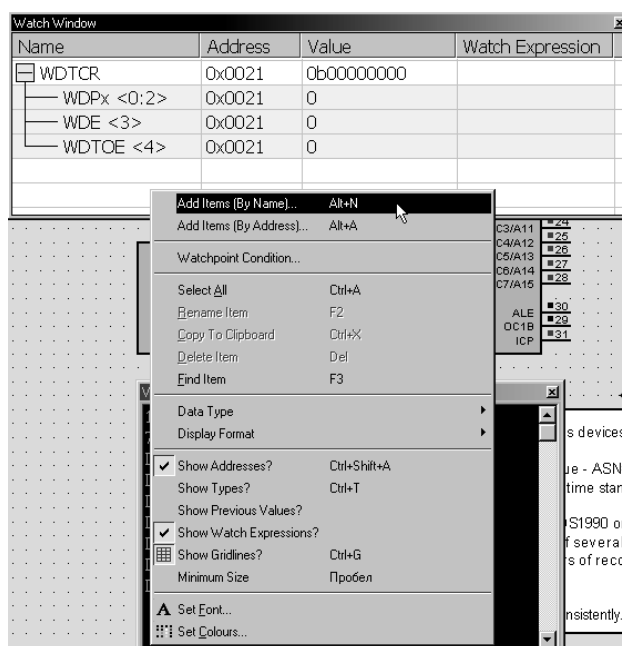 Watch Window
Name Address Value Watch Expression
WDTCR 0x0021 0b00000000
WDPx <0:2> 0x0021 0
WDE <3> 0x0021 0
WDTOE <4> 0x0021 0
Add Items (By Name)... Alt+N
Add Items (By Address)... Alt+A
Watchpoint Condition...
Select All Ctrl+A
Rename Item F2
Copy To Clipboard Ctrl+X
Delete Item Del
Find Item F3
Data Type
Display Format
Show Addresses? Ctrl+Shift+A
Show Types? Ctrl+T
Show Previous Values?
Show Watch Expressions?
Show Gridlines? Ctrl+G
Minimum Size Пробел
Set Font...
Set Colours...
C3/A11 24
C4/A12 25
C5/A13 26
C6/A14 27
C7/A15 28
ALE 30
OC1B 29
ICP 31
s devices
ue - ASN
time stan
S1990 o
f several
rs of reco
nsistently.